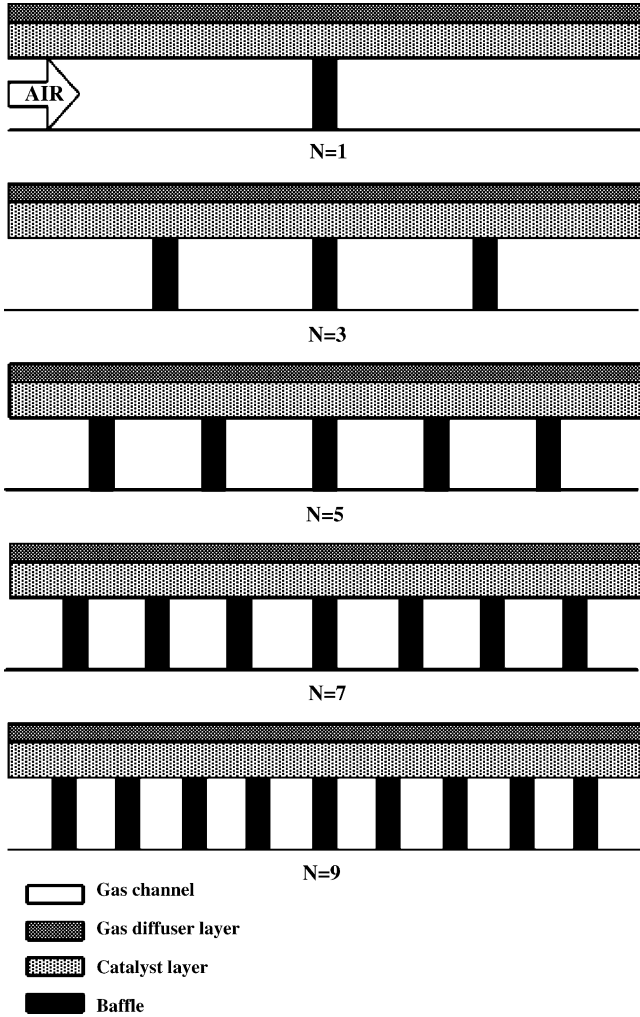 AIR
N=1
N=3
N=5
N=7
N=9
Gas channel
Gas diffuser layer
Catalyst layer
Baffle